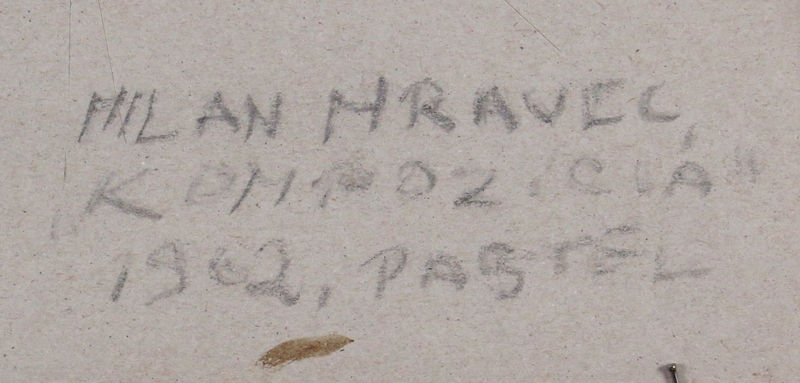 MILAN HRAVEC,
„KOMPOZÍCIA"
1962, PASTEL